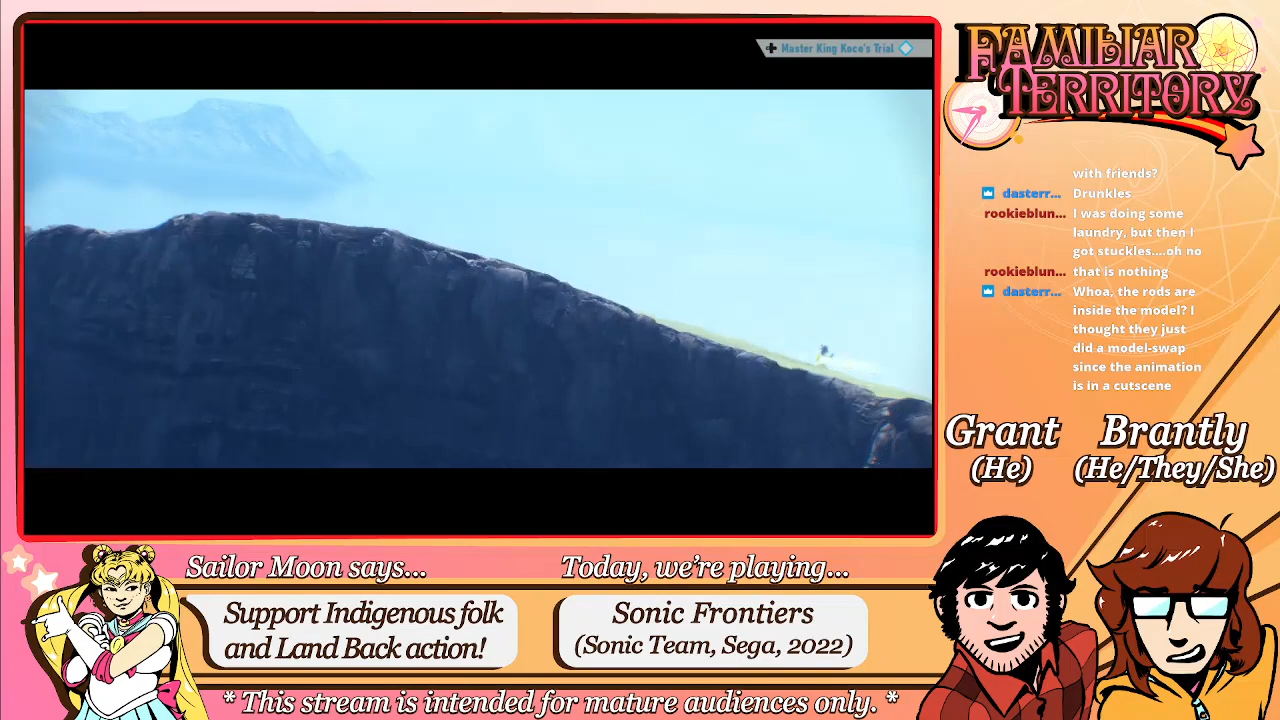 Master King Koco's Trial
FAMILIAR
TERRITORY
with friends?
dasterr... Drunkles
rookieblun... I was doing some
laundry, but then I
got stuckles....oh no
rookieblun... that is nothing
dasterr... Whoa, the rods are
inside the model? I
thought they just
did a model-swap
since the animation
is in a cutscene
Grant
(He)
Brantly
(He/They/She)
Sailor Moon says...
Support Indigenous folk
and Land Back action!
Today, we're playing...
Sonic Frontiers
(Sonic Team, Sega, 2022)
* This stream is intended for mature audiences only. *